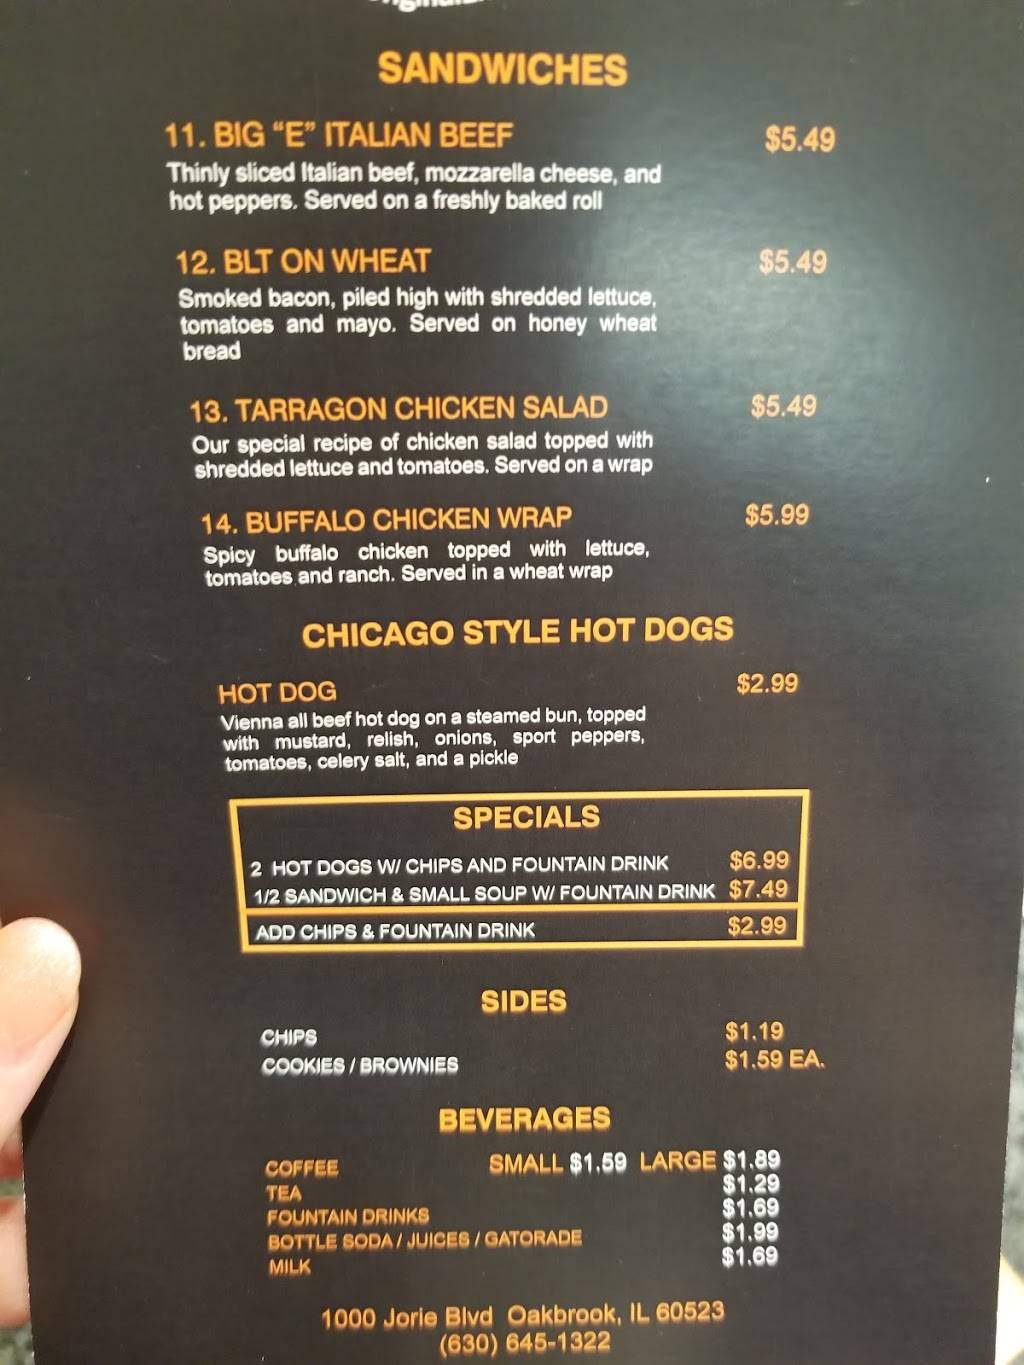 SANDWICHES
11. BIG “E” ITALIAN BEEF $5.49
Thinly sliced Italian beef, mozzarella cheese, and
hot peppers. Served on a freshly baked roll
12. BLT ON WHEAT $5.49
Smoked bacon, piled high with shredded lettuce,
tomatoes and mayo. Served on honey wheat
bread
13. TARRAGON CHICKEN SALAD $5.49
Our special recipe of chicken salad topped with
shredded lettuce and tomatoes. Served on a wrap
14. BUFFALO CHICKEN WRAP $5.99
Spicy buffalo chicken topped with lettuce,
tomatoes and ranch. Served in a wheat wrap
CHICAGO STYLE HOT DOGS
HOT DOG $2.99
Vienna all beef hot dog on a steamed bun, topped
with mustard, relish, onions, sport peppers,
tomatoes, celery salt, and a pickle
SPECIALS
2 HOT DOGS W/ CHIPS AND FOUNTAIN DRINK $6.99
1/2 SANDWICH & SMALL SOUP W/ FOUNTAIN DRINK $7.49
ADD CHIPS & FOUNTAIN DRINK $2.99
SIDES
CHIPS $1.19
COOKIES / BROWNIES $1.59 EA.
BEVERAGES
COFFEE SMALL $1.59 LARGE $1.89
TEA $1.29
FOUNTAIN DRINKS $1.69
BOTTLE SODA / JUICES / GATORADE $1.99
MILK $1.69
1000 Jorie Blvd Oakbrook, IL 60523
(630) 645-1322